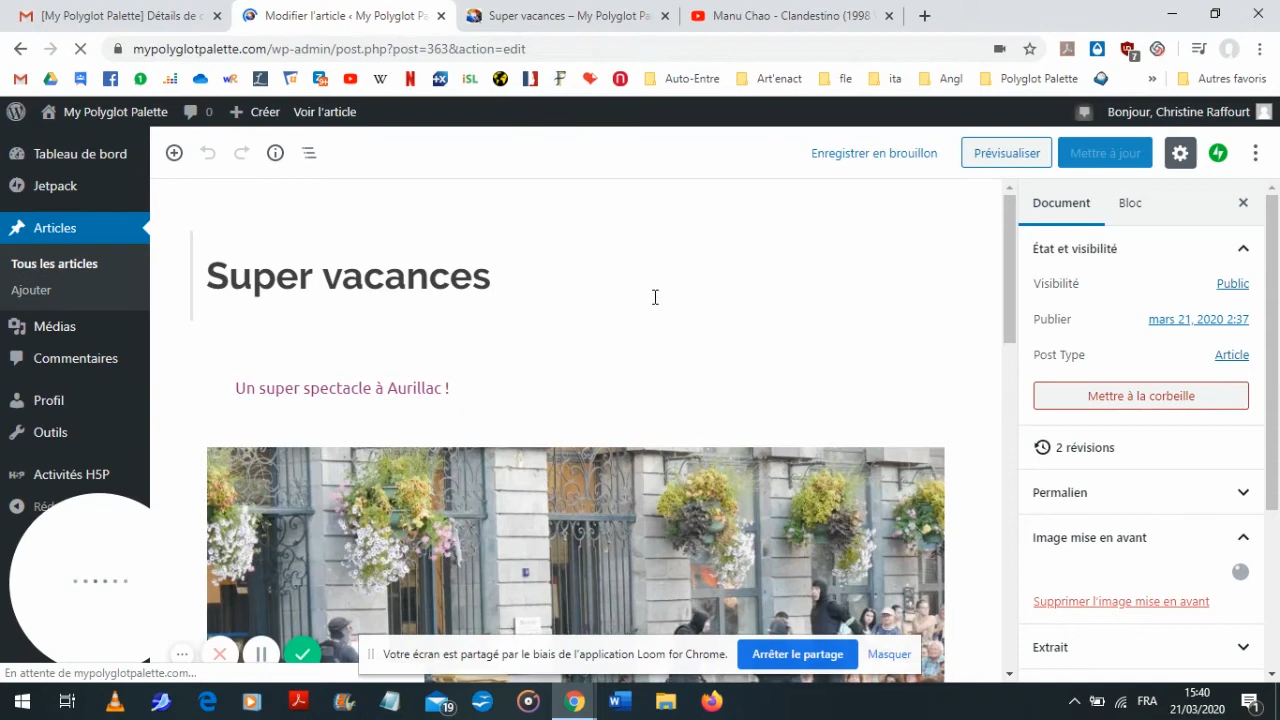 [My Polyglot Palette] Détails de c
Modifier l'article ‹ My Polyglot Pa
Super vacances – My Polyglot Pale
Manu Chao - Clandestino (1998
mypolyglotpalette.com/wp-admin/post.php?post=363&action=edit
Auto-Entre
Art'enact
fle
ita
Angl
Polyglot Palette
Autres favoris
My Polyglot Palette
0
Créer
Voir l'article
Bonjour, Christine Raffourt
Tableau de bord
Jetpack
Articles
Tous les articles
Ajouter
Médias
Commentaires
Profil
Outils
Activités H5P
Enregistrer en brouillon
Prévisualiser
Mettre à jour
Super vacances
Un super spectacle à Aurillac !
Document
Bloc
État et visibilité
Visibilité
Public
Publier
mars 21, 2020 2:37
Post Type
Article
Mettre à la corbeille
2 révisions
Permalien
Image mise en avant
Supprimer l'image mise en avant
Extrait
Votre écran est partagé par le biais de l'application Loom for Chrome.
Arrêter le partage
Masquer
En attente de mypolyglotpalette.com...
19
FRA
15:40
21/03/2020
1